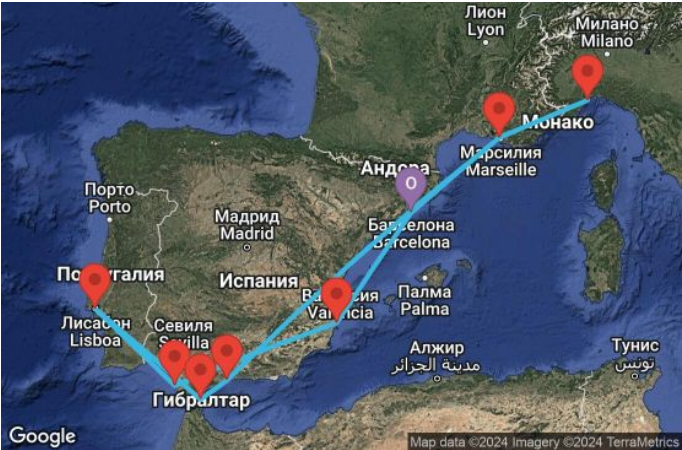 Лион
Lyon
Милано
Milano
Монако
Марсилия
Marseille
Андора
O
Порто
Porto
Мадрид
Madrid
Барселона
Barcelona
Португалия
Испания
Валенсия
Valencia
Палма
Palma
Лисабон
Lisboa
Севиля
Sevilla
Гибралтар
Алжир
مدينة الجزائر
Тунис
تونس
Google
Map data ©2024 Imagery ©2024 TerraMetrics